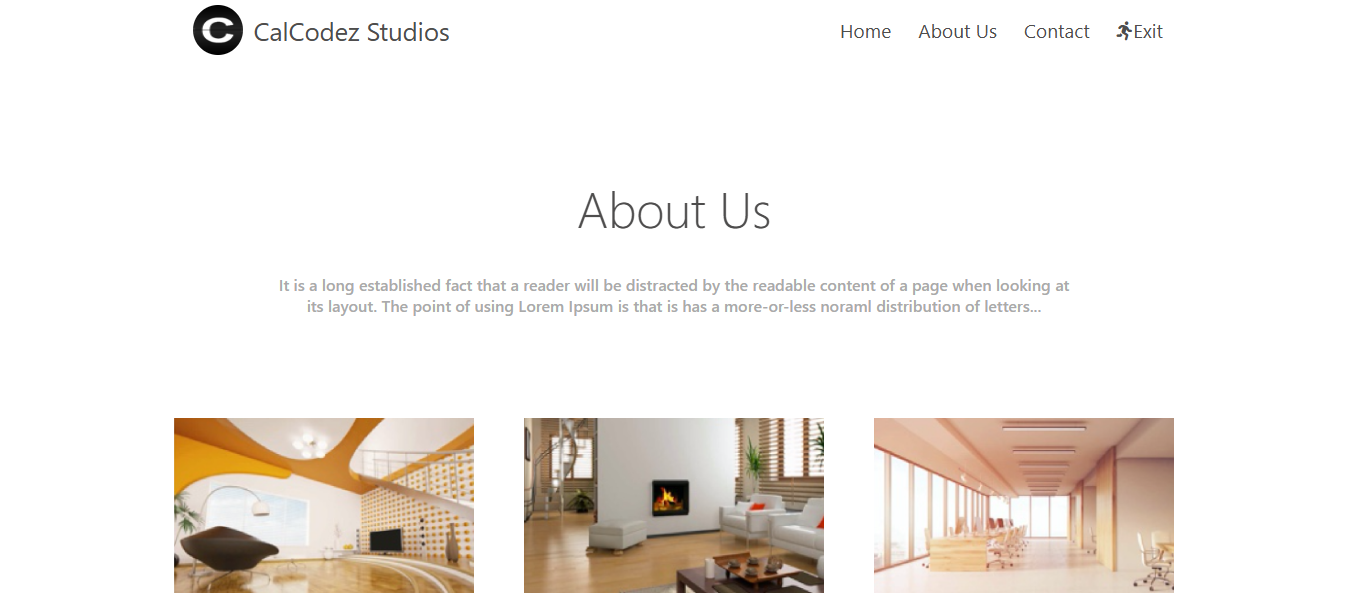 C CalCodez Studios
Home About Us Contact Exit
About Us
It is a long established fact that a reader will be distracted by the readable content of a page when looking at
its layout. The point of using Lorem Ipsum is that is has a more-or-less noraml distribution of letters...